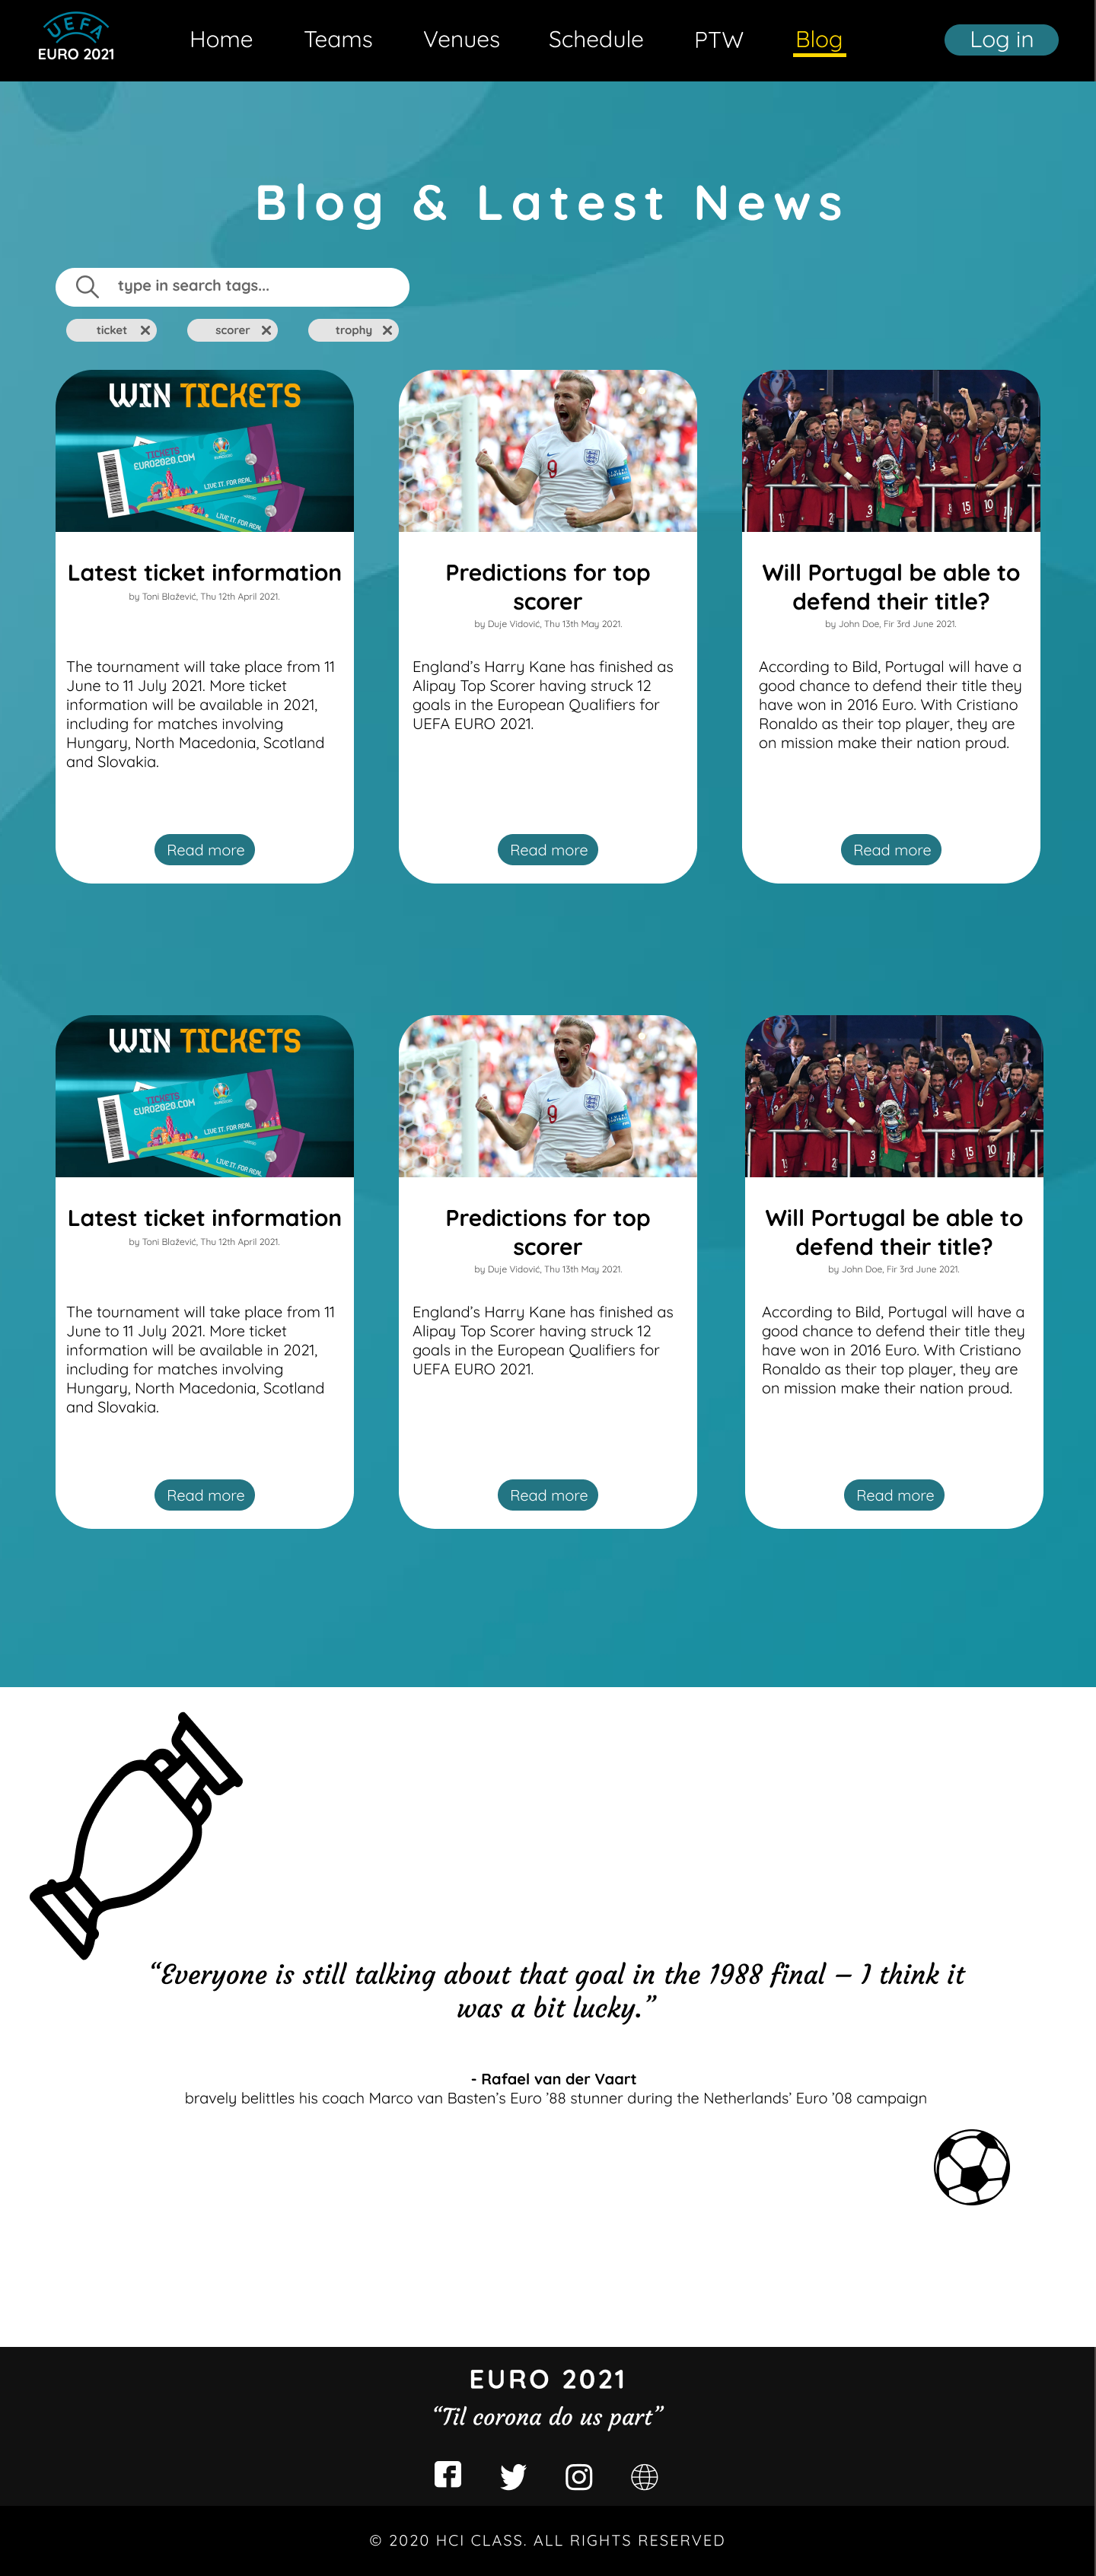 UEFA
EURO 2021
Home Teams Venues Schedule PTW Blog Log in
Blog & Latest News
type in search tags...
ticket scorer trophy
WIN TICKETS
TICKETS
EURO2020.COM
LIVE IT. FOR REAL.
LIVE IT. FOR REAL.
Latest ticket information
by Toni Blažević, Thu 12th April 2021.
The tournament will take place from 11
June to 11 July 2021. More ticket
information will be available in 2021,
including for matches involving
Hungary, North Macedonia, Scotland
and Slovakia.
Read more
9
Predictions for top
scorer
by Duje Vidović, Thu 13th May 2021.
England’s Harry Kane has finished as
Alipay Top Scorer having struck 12
goals in the European Qualifiers for
UEFA EURO 2021.
Read more
15 10
Will Portugal be able to
defend their title?
by John Doe, Fir 3rd June 2021.
According to Bild, Portugal will have a
good chance to defend their title they
have won in 2016 Euro. With Cristiano
Ronaldo as their top player, they are
on mission make their nation proud.
Read more
WIN TICKETS
TICKETS
EURO2020.COM
LIVE IT. FOR REAL.
LIVE IT. FOR REAL.
Latest ticket information
by Toni Blažević, Thu 12th April 2021.
The tournament will take place from 11
June to 11 July 2021. More ticket
information will be available in 2021,
including for matches involving
Hungary, North Macedonia, Scotland
and Slovakia.
Read more
9
Predictions for top
scorer
by Duje Vidović, Thu 13th May 2021.
England’s Harry Kane has finished as
Alipay Top Scorer having struck 12
goals in the European Qualifiers for
UEFA EURO 2021.
Read more
15 10
Will Portugal be able to
defend their title?
by John Doe, Fir 3rd June 2021.
According to Bild, Portugal will have a
good chance to defend their title they
have won in 2016 Euro. With Cristiano
Ronaldo as their top player, they are
on mission make their nation proud.
Read more
“Everyone is still talking about that goal in the 1988 final – I think it
was a bit lucky.”
- Rafael van der Vaart
bravely belittles his coach Marco van Basten’s Euro ’88 stunner during the Netherlands’ Euro ’08 campaign
EURO 2021
“Til corona do us part”
© 2020 HCI CLASS. ALL RIGHTS RESERVED